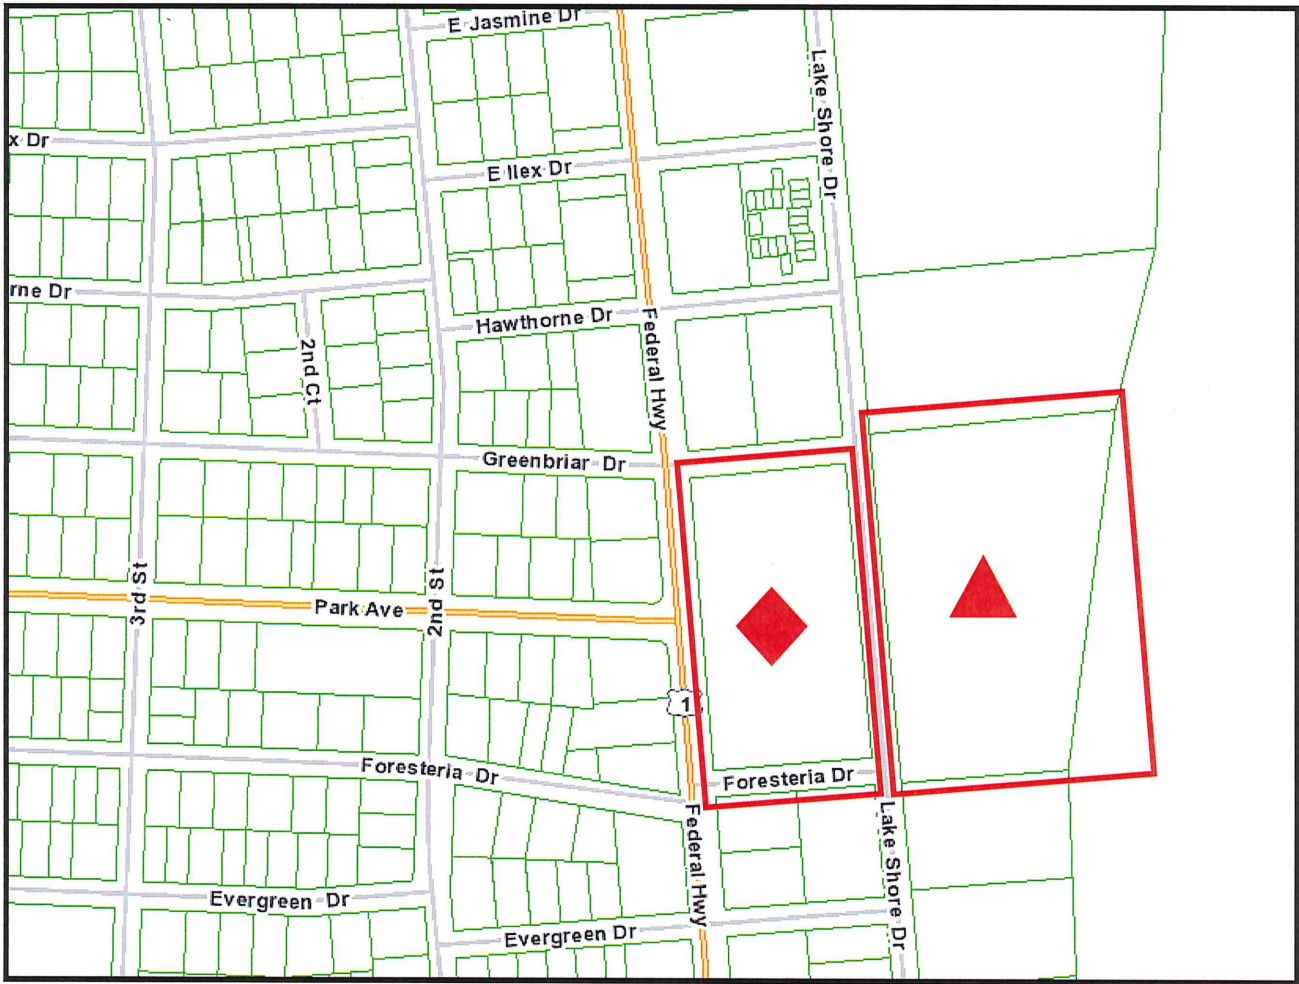 E Jasmine Dr
Lake Shore Dr
x Dr
E Ilex Dr
rne Dr
Hawthorne Dr
Federal Hwy
2nd Ct
Greenbriar Dr
3rd St
2nd St
Park Ave
1
Foresteria Dr
Foresteria Dr
Federal Hwy
Lake Shore Dr
Evergreen Dr
Evergreen Dr